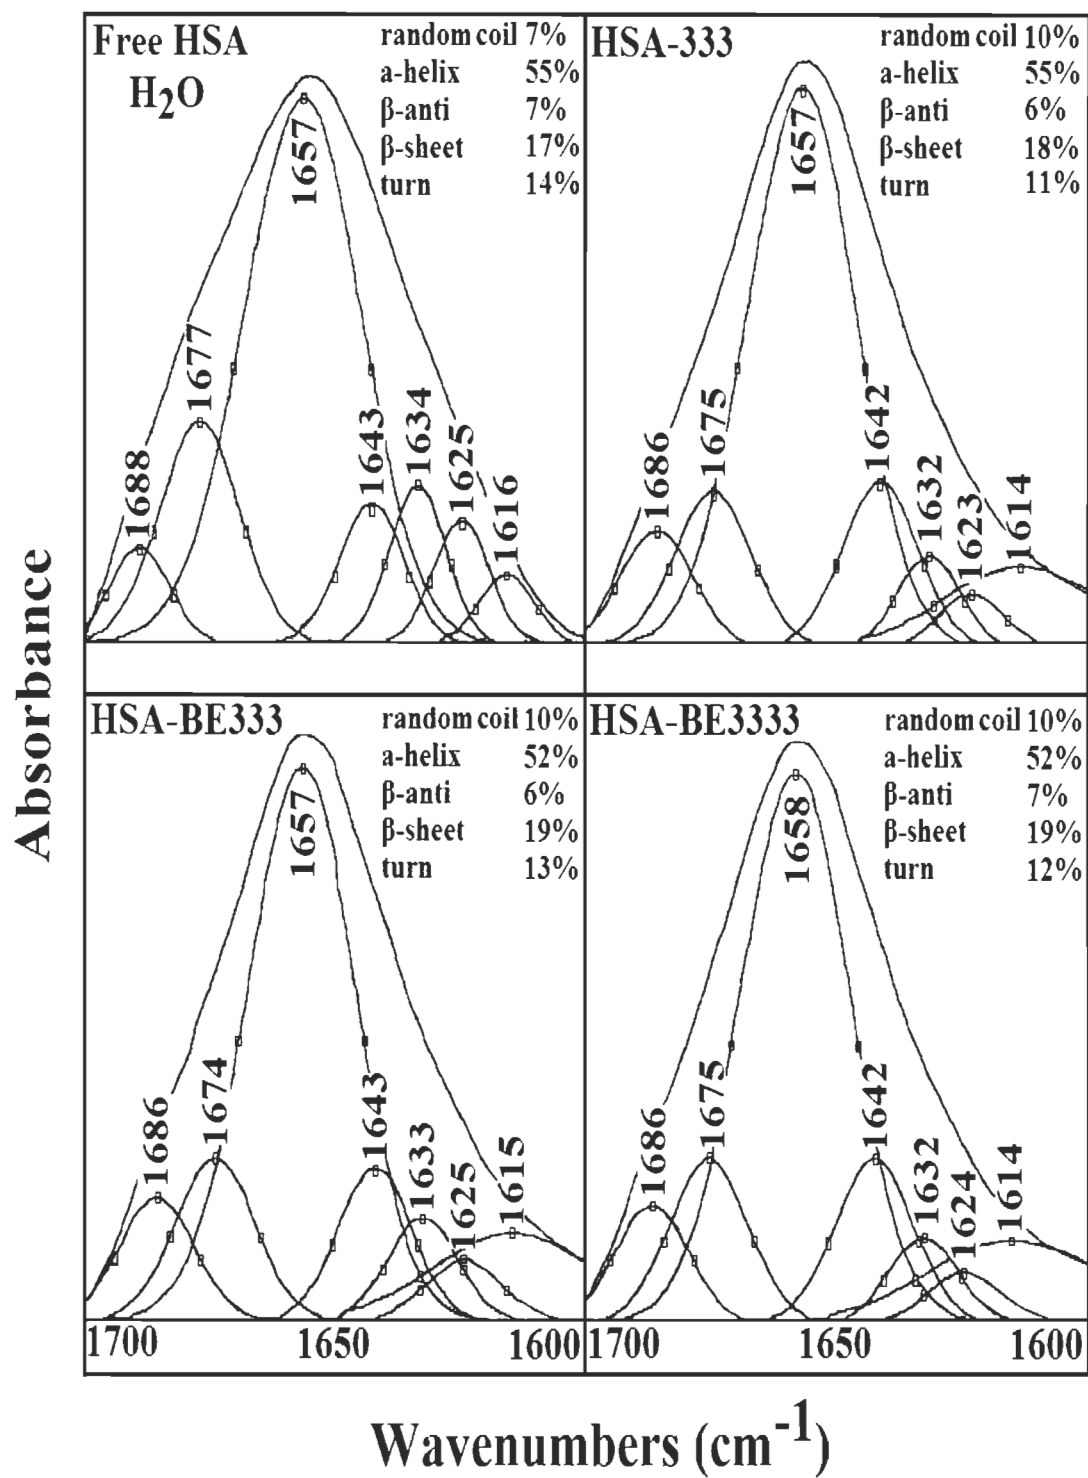 Absorbance
Free HSA
H2O
random coil 7%
a-helix 55%
β-anti 7%
β-sheet 17%
turn 14%
1688
1677
1657
1643
1634
1625
1616
HSA-333
random coil 10%
a-helix 55%
β-anti 6%
β-sheet 18%
turn 11%
1686
1675
1657
1642
1632
1623
1614
HSA-BE333
random coil 10%
a-helix 52%
β-anti 6%
β-sheet 19%
turn 13%
1686
1674
1657
1643
1633
1625
1615
HSA-BE3333
random coil 10%
a-helix 52%
β-anti 7%
β-sheet 19%
turn 12%
1686
1675
1658
1642
1632
1624
1614
1700 1650 1600 1700 1650 1600
Wavenumbers (cm-1)